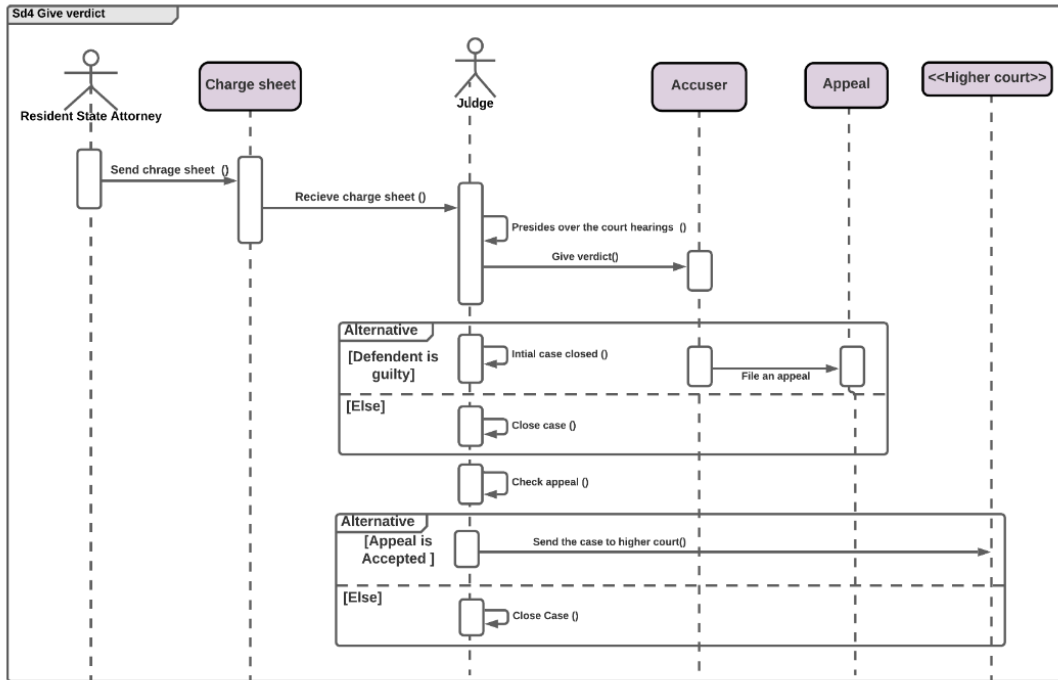 Sd4 Give verdict
Resident State Attorney
Charge sheet
Judge
Accuser
Appeal
<<Higher court>>
Send chrage sheet ()
Recieve charge sheet ()
Presides over the court hearings ()
Give verdict()
Alternative
[Defendent is
guilty]
Intial case closed ()
File an appeal
[Else]
Close case ()
Check appeal ()
Alternative
[Appeal is
Accepted ]
Send the case to higher court()
[Else]
Close Case ()